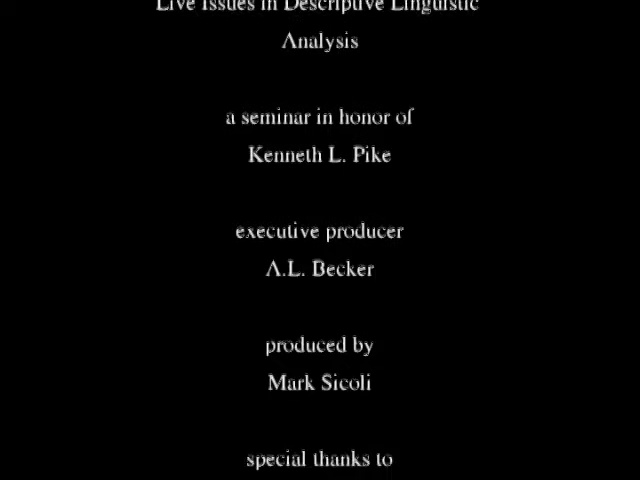 Live Issues in Descriptive Linguistic
Analysis
a seminar in honor of
Kenneth L. Pike
executive producer
A.L. Becker
produced by
Mark Sicoli
special thanks to